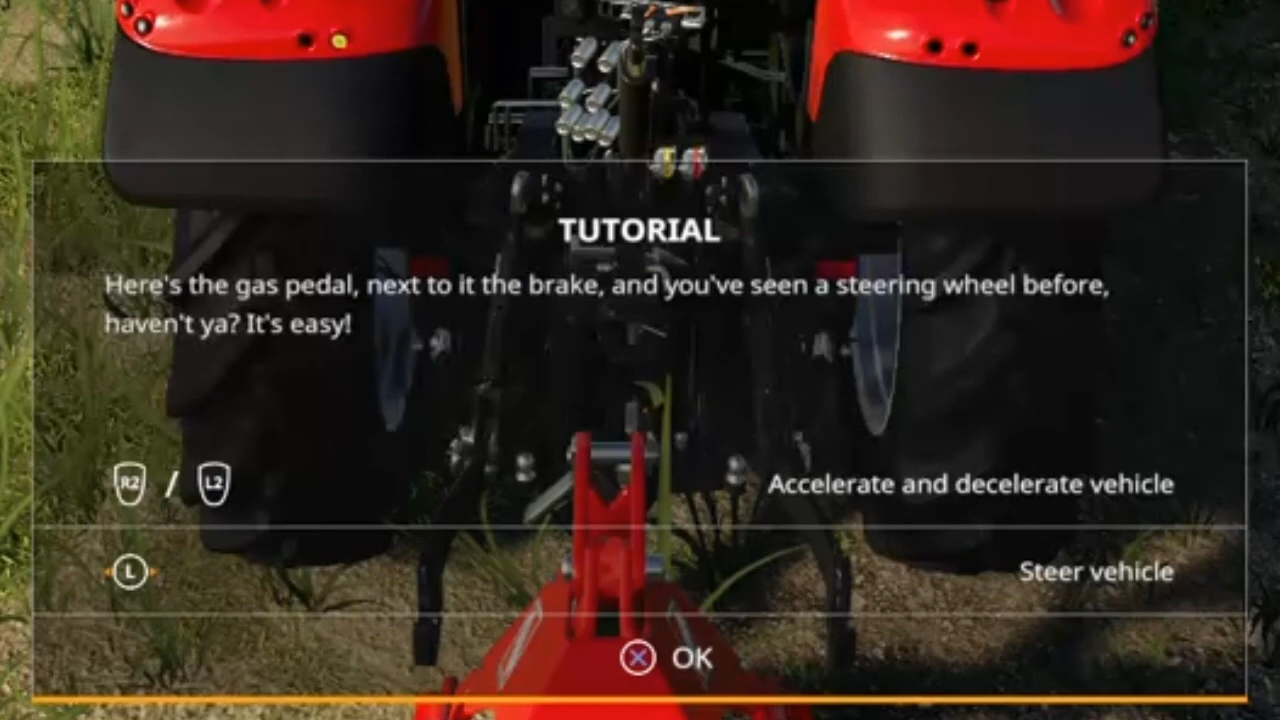 TUTORIAL
Here's the gas pedal, next to it the brake, and you've seen a steering wheel before,
haven't ya? It's easy!
R2 / L2 Accelerate and decelerate vehicle
L Steer vehicle
OK